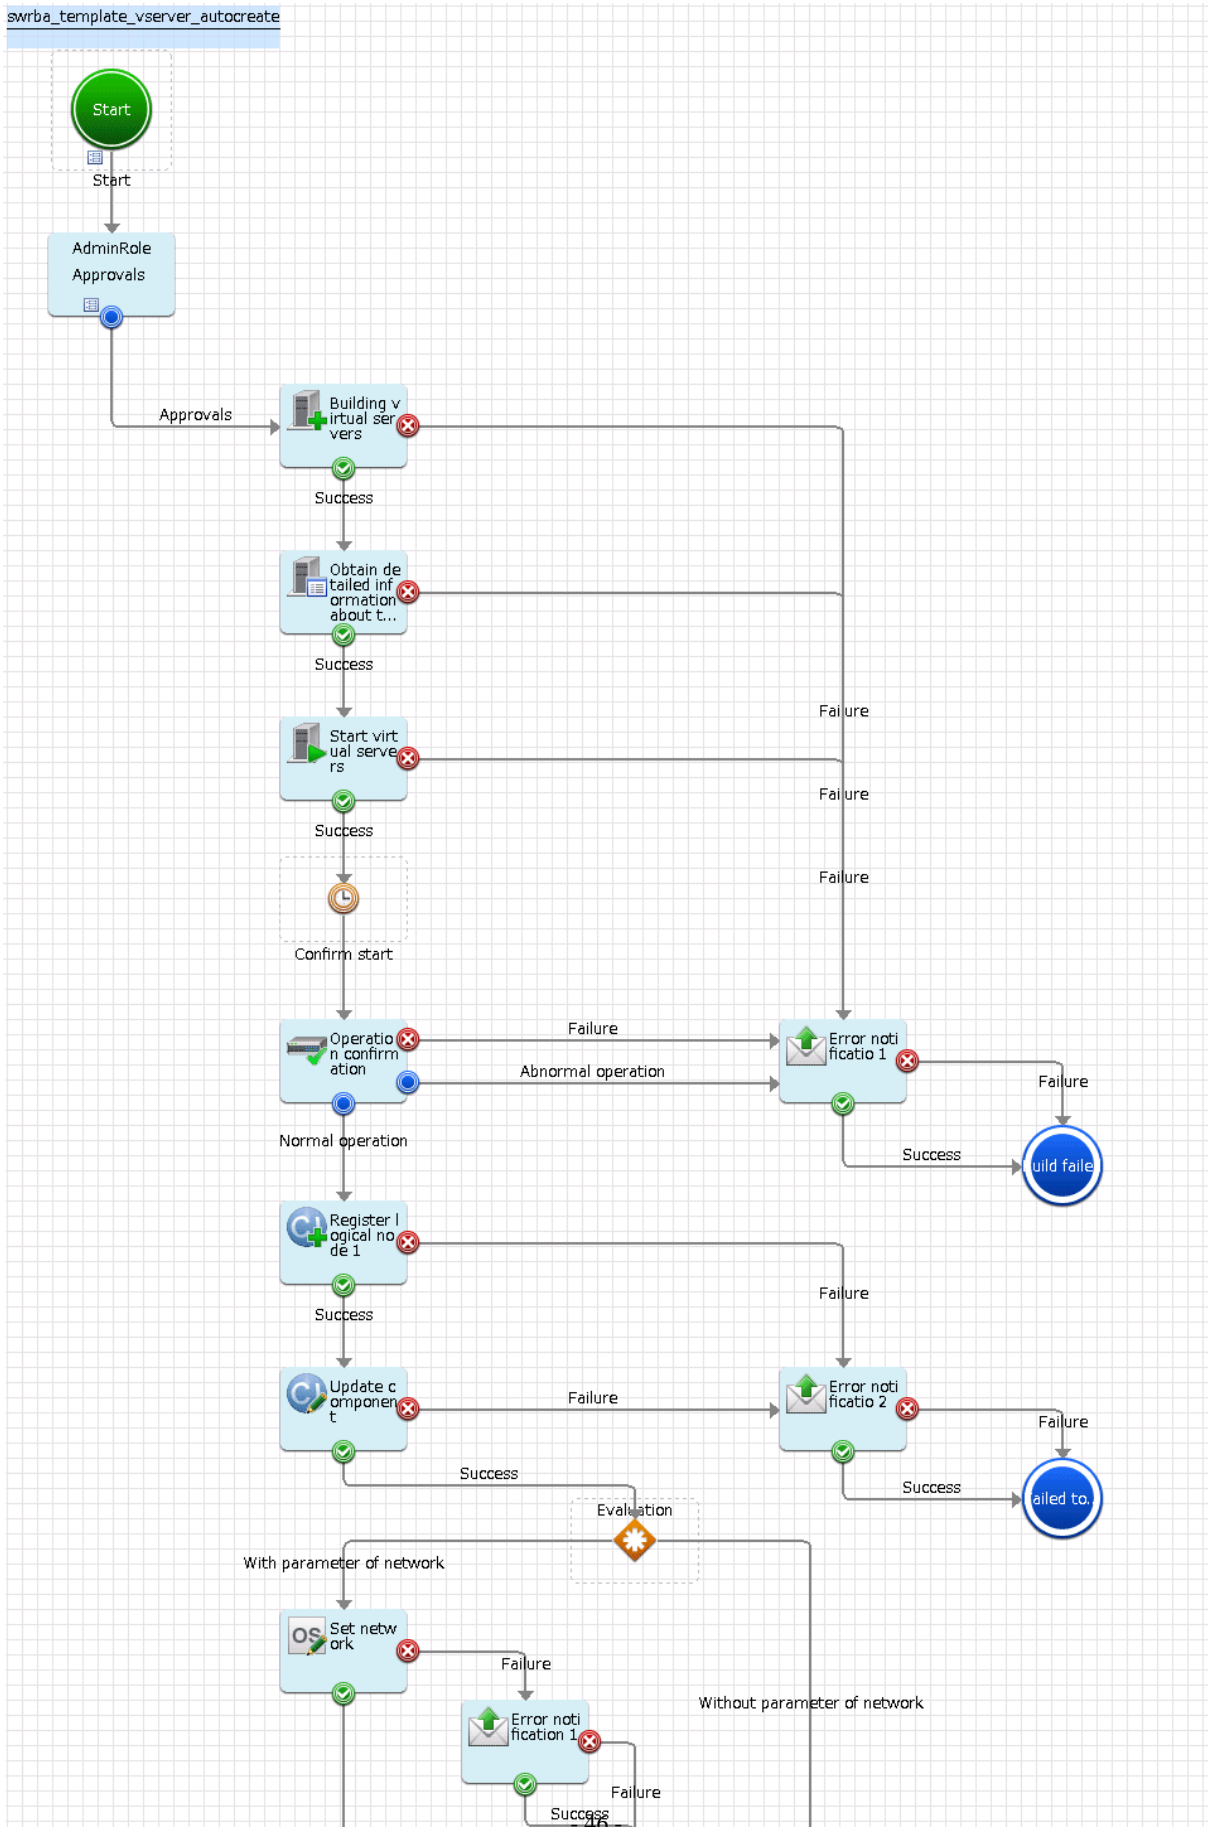 swrba_template_vserver_autocreate
Start
Start
AdminRole
Approvals
Approvals
Building v
irtual ser
vers
Success
Obtain de
tailed inf
ormation
about t...
Success
Failure
Start virt
ual serve
rs
Failure
Success
Failure
Confirm start
Operatio
n confirm
ation
Failure
Abnormal operation
Error noti
ficatio 1
Failure
Normal operation
Success
uild faile
Register l
ogical no
de 1
Failure
Success
Update c
omponen
t
Failure
Error noti
ficatio 2
Failure
Success
Success
ailed to.
Evaluation
With parameter of network
Set netw
ork
Failure
Without parameter of network
Error noti
fication 1
Failure
Success
- 46 -